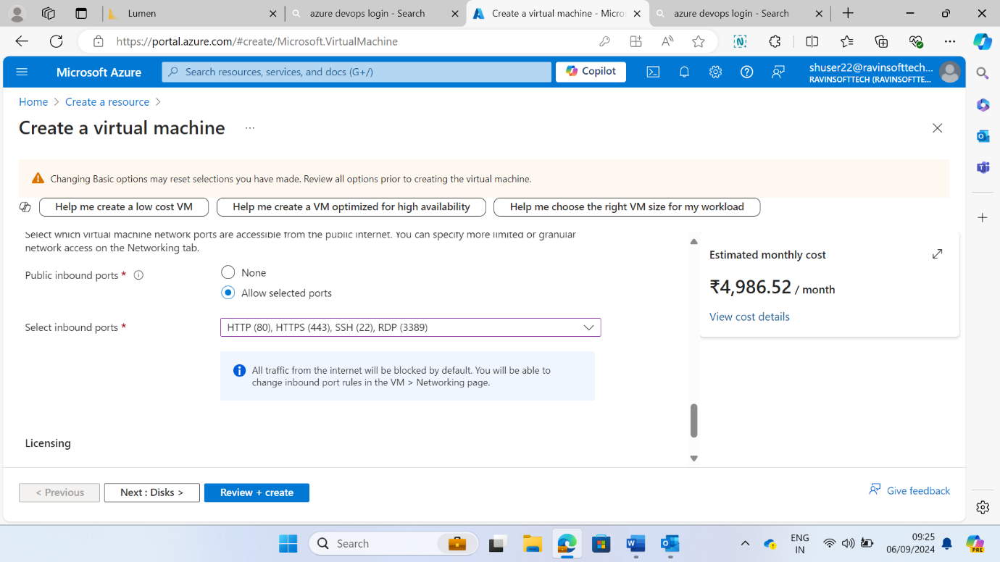 Lumen
azure devops login - Search
Create a virtual machine - Micros
azure devops login - Search
https://portal.azure.com/#create/Microsoft.VirtualMachine
Microsoft Azure
Search resources, services, and docs (G+/)
Copilot
shuser22@ravinsofttech...
RAVINSOFTTECH (RAVINSOFTTE...
Home > Create a resource >
Create a virtual machine ...
Changing Basic options may reset selections you have made. Review all options prior to creating the virtual machine.
Help me create a low cost VM
Help me create a VM optimized for high availability
Help me choose the right VM size for my workload
Select which virtual machine network ports are accessible from the public internet. You can specify more limited or granular
network access on the Networking tab.
Public inbound ports *
None
Allow selected ports
Select inbound ports *
HTTP (80), HTTPS (443), SSH (22), RDP (3389)
All traffic from the internet will be blocked by default. You will be able to
change inbound port rules in the VM > Networking page.
Licensing
Estimated monthly cost
₹4,986.52 / month
View cost details
< Previous
Next : Disks >
Review + create
Give feedback
Search
ENG
IN
09:25
06/09/2024
PRE